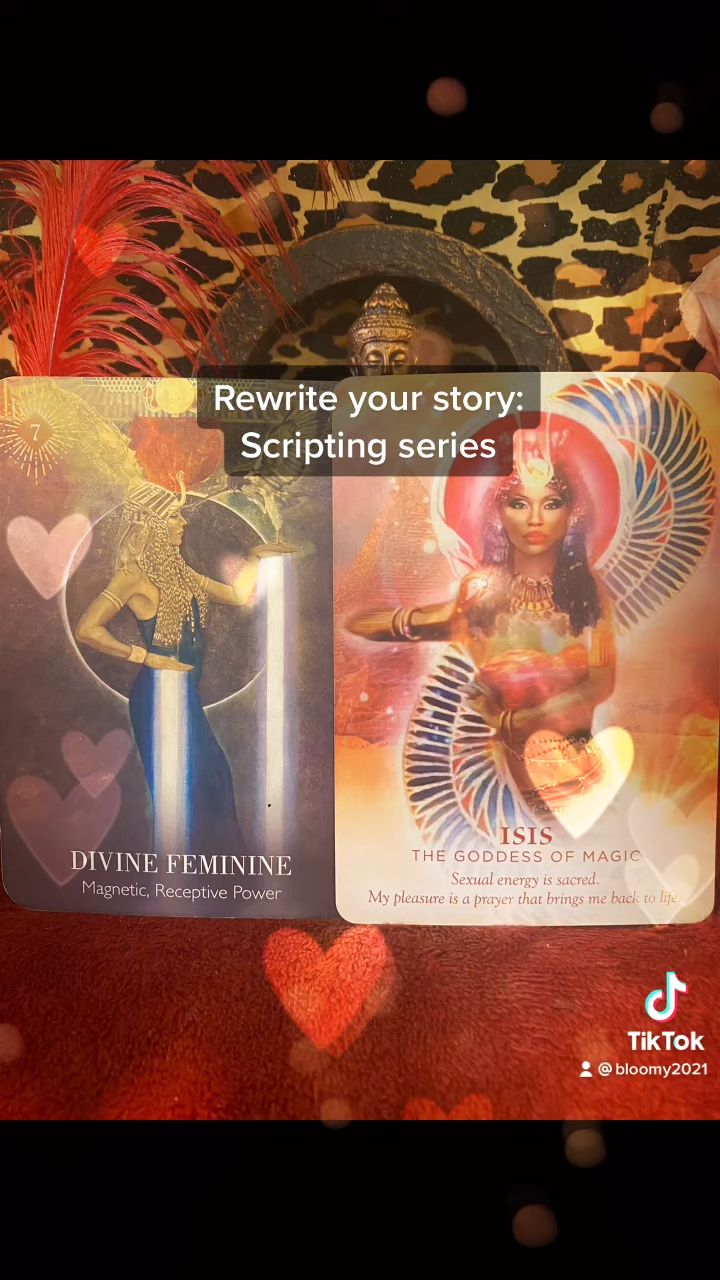 Rewrite your story:
Scripting series
7
DIVINE FEMININE
Magnetic, Receptive Power
ISIS
THE GODDESS OF MAGIC
Sexual energy is sacred.
My pleasure is a prayer that brings me back to life.
TikTok
@bloomy2021